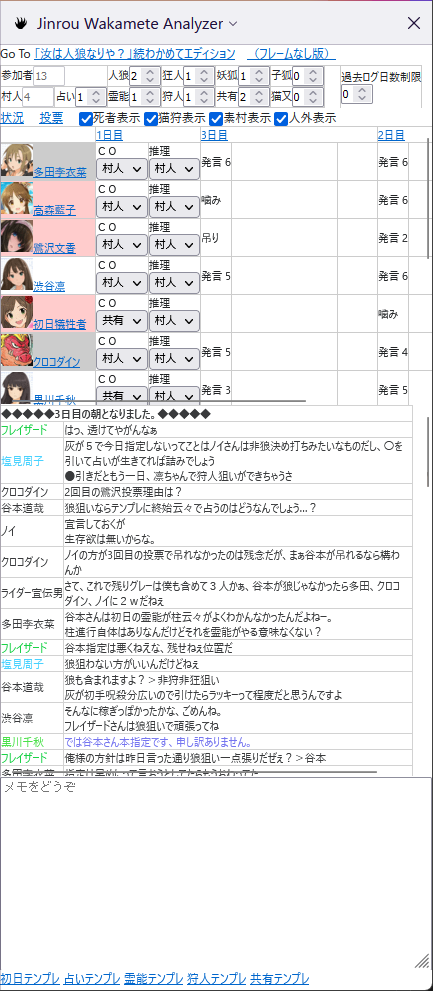 Jinrou Wakamete Analyzer
Go To 「汝は人狼なりや？」続わかめてエディション （フレームなし版）
参加者 13 人狼 2 狂人 1 妖狐 1 子狐 0 過去ログ日数制限
村人 4 占い 1 霊能 1 狩人 1 共有 2 猫又 0 0
状況 投票 死者表示 猫狩表示 素村表示 人外表示
1日目 3日目 2日目
多田李衣菜 ＣＯ 村人 推理 村人 発言 6 発言 6
高森藍子 ＣＯ 村人 推理 村人 噛み 発言 6
鷺沢文香 ＣＯ 村人 推理 村人 吊り 発言 2
渋谷凛 ＣＯ 村人 推理 村人 発言 5 発言 6
初日犠牲者 ＣＯ 共有 推理 村人 噛み
クロコダイン ＣＯ 村人 推理 村人 発言 5 発言 4
黒川千秋 ＣＯ 共有 推理 村人 発言 3 発言 5
◆◆◆◆◆3日目の朝となりました。◆◆◆◆◆
フレイザード はっ、透けてやがんなぁ
塩見周子 灰が５で今日指定しないってことはノイさんは非狼決め打ちみたいなものだし、〇を
引いて占いが生きてれば詰みでしょう
●引きだともう一日、凛ちゃんで狩人狙いができちゃうさ
クロコダイン 2回目の鷺沢投票理由は？
谷本道哉 狼狙いならテンプレに終始云々で占うのはどうなんでしょう…？
ノイ 宣言しておくが
生存欲は無いからな。
クロコダイン ノイの方が3回目の投票で吊れなかったのは残念だが、まぁ谷本が吊れるなら構わ
んか
ライダー宣伝男 さて、これで残りグレーは僕も含めて３人かぁ、谷本が狼じゃなかったら多田、クロコ
ダイン、ノイに２ｗだねぇ
多田李衣菜 谷本さんは初日の霊能が柱云々がよくわかんなかったんだよねー。
柱進行自体はありなんだけどそれを霊能がやる意味なくない？
フレイザード 谷本指定は悪くねえな、残せねぇ位置だ
塩見周子 狼狙わない方がいいんだけどねぇ
谷本道哉 狼も含まれますよ？＞非狩非狂狙い
灰が初手呪殺分広いので引けたらラッキーって程度だと思うんですよ
渋谷凛 そんなに稼ぎっぽかったかな、ごめんね。
フレイザードさんは狼狙いで頑張ってね
黒川千秋 では谷本さん本指定です、申し訳ありません。
フレイザード 俺様の方針は昨日言った通り狼狙い一点張りだぜぇ？＞谷本
多田李衣菜
メモをどうぞ
初日テンプレ 占いテンプレ 霊能テンプレ 狩人テンプレ 共有テンプレ